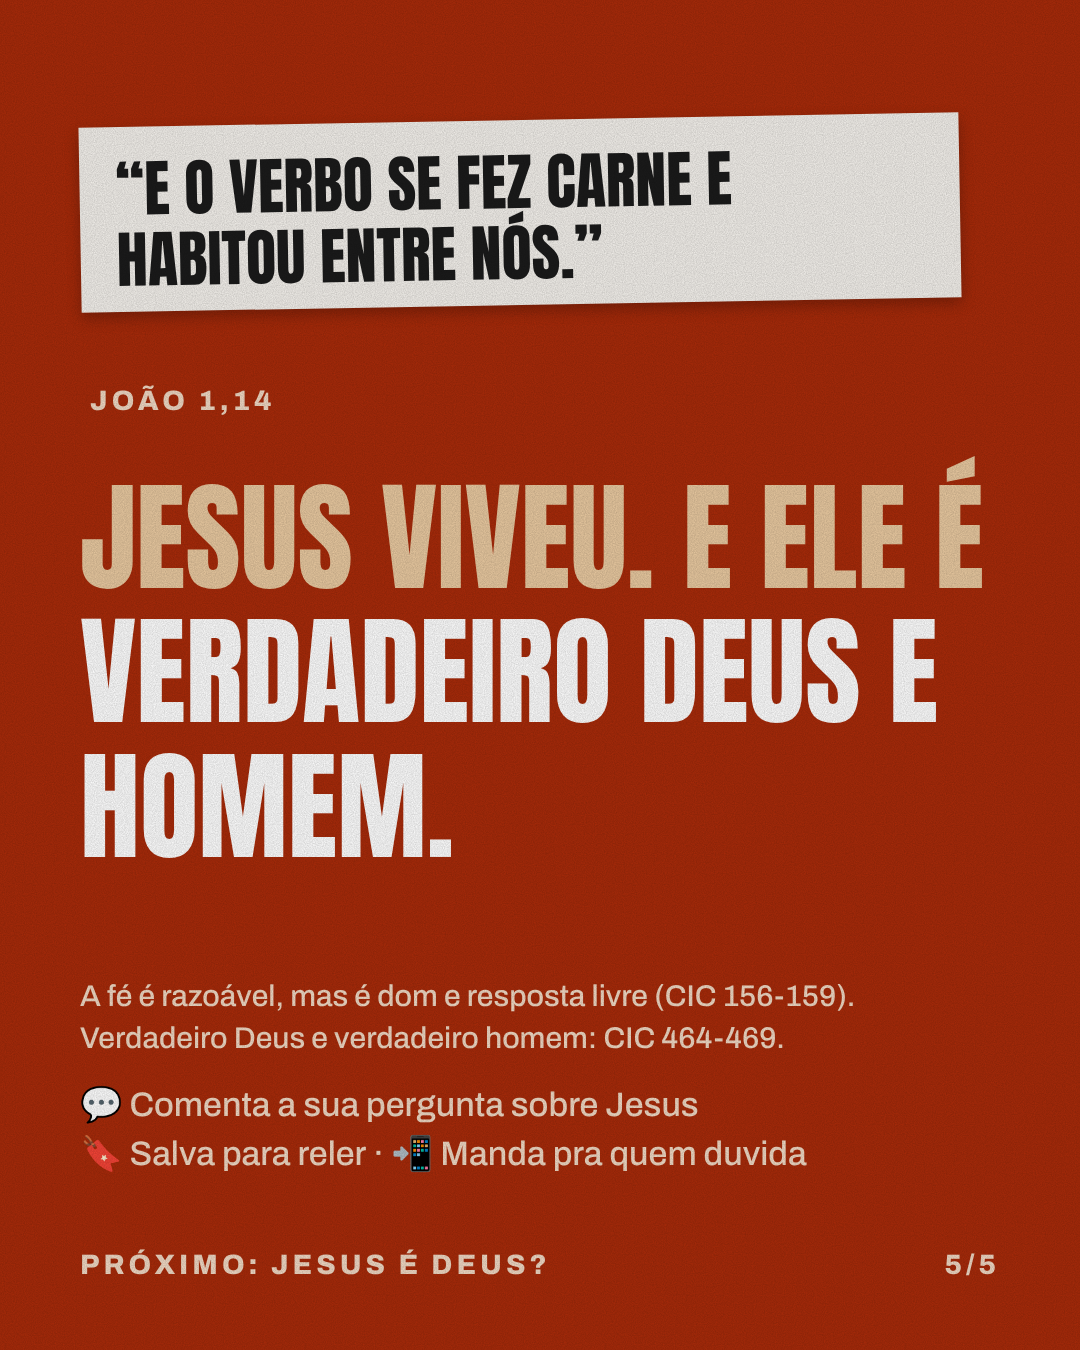 “E O VERBO SE FEZ CARNE E
HABITOU ENTRE NÓS.”
JOÃO 1,14
JESUS VIVEU. E ELE É
VERDADEIRO DEUS E
HOMEM.
A fé é razoável, mas é dom e resposta livre (CIC 156-159).
Verdadeiro Deus e verdadeiro homem: CIC 464-469.
💬 Comenta a sua pergunta sobre Jesus
🔖 Salva para reler · 📲 Manda pra quem duvida
PRÓXIMO: JESUS É DEUS? 5/5